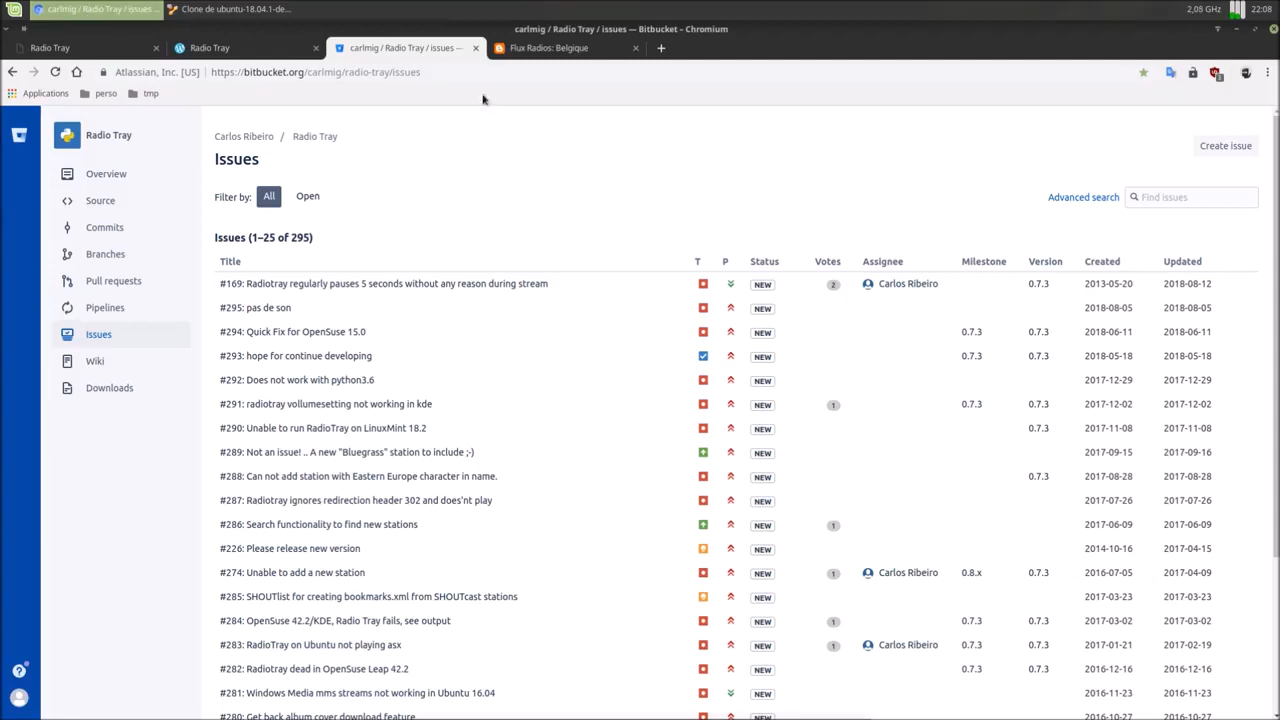 carlmig / Radio Tray / issues ... Clone de ubuntu-18.04.1-de... 2,08 GHz 22:08
carlmig / Radio Tray / issues — Bitbucket – Chromium
Radio Tray Radio Tray carlmig / Radio Tray / issues — Flux Radios: Belgique
Atlassian, Inc. [US] https://bitbucket.org/carlmig/radio-tray/issues
Applications perso tmp
Radio Tray
Overview
Source
Commits
Branches
Pull requests
Pipelines
Issues
Wiki
Downloads
Carlos Ribeiro / Radio Tray
Issues
Create issue
Filter by: All Open
Advanced search Find issues
Issues (1–25 of 295)
Title T P Status Votes Assignee Milestone Version Created Updated
#169: Radiotray regularly pauses 5 seconds without any reason during stream NEW 2 Carlos Ribeiro 0.7.3 2013-05-20 2018-08-12
#295: pas de son NEW 2018-08-05 2018-08-05
#294: Quick Fix for OpenSuse 15.0 NEW 0.7.3 0.7.3 2018-06-11 2018-06-11
#293: hope for continue developing NEW 0.7.3 0.7.3 2018-05-18 2018-05-18
#292: Does not work with python3.6 NEW 2017-12-29 2017-12-29
#291: radiotray vollumesetting not working in kde NEW 1 0.7.3 0.7.3 2017-12-02 2017-12-02
#290: Unable to run RadioTray on LinuxMint 18.2 NEW 0.7.3 2017-11-08 2017-11-08
#289: Not an issue! .. A new "Bluegrass" station to include ;-) NEW 2017-09-15 2017-09-16
#288: Can not add station with Eastern Europe character in name. NEW 0.7.3 2017-08-28 2017-08-28
#287: Radiotray ignores redirection header 302 and does'nt play NEW 2017-07-26 2017-07-26
#286: Search functionality to find new stations NEW 1 2017-06-09 2017-06-09
#226: Please release new version NEW 2014-10-16 2017-04-15
#274: Unable to add a new station NEW 1 Carlos Ribeiro 0.8.x 0.7.3 2016-07-05 2017-04-09
#285: SHOUTlist for creating bookmarks.xml from SHOUTcast stations NEW 2017-03-23 2017-03-23
#284: OpenSuse 42.2/KDE, Radio Tray fails, see output NEW 1 0.7.3 0.7.3 2017-03-02 2017-03-02
#283: RadioTray on Ubuntu not playing asx NEW 1 Carlos Ribeiro 0.7.3 0.7.3 2017-01-21 2017-02-19
#282: Radiotray dead in OpenSuse Leap 42.2 NEW 0.7.3 0.7.3 2016-12-16 2016-12-16
#281: Windows Media mms streams not working in Ubuntu 16.04 NEW 2016-11-23 2016-11-23
#280: Get back album cover download feature NEW 2016-10-27 2016-10-27